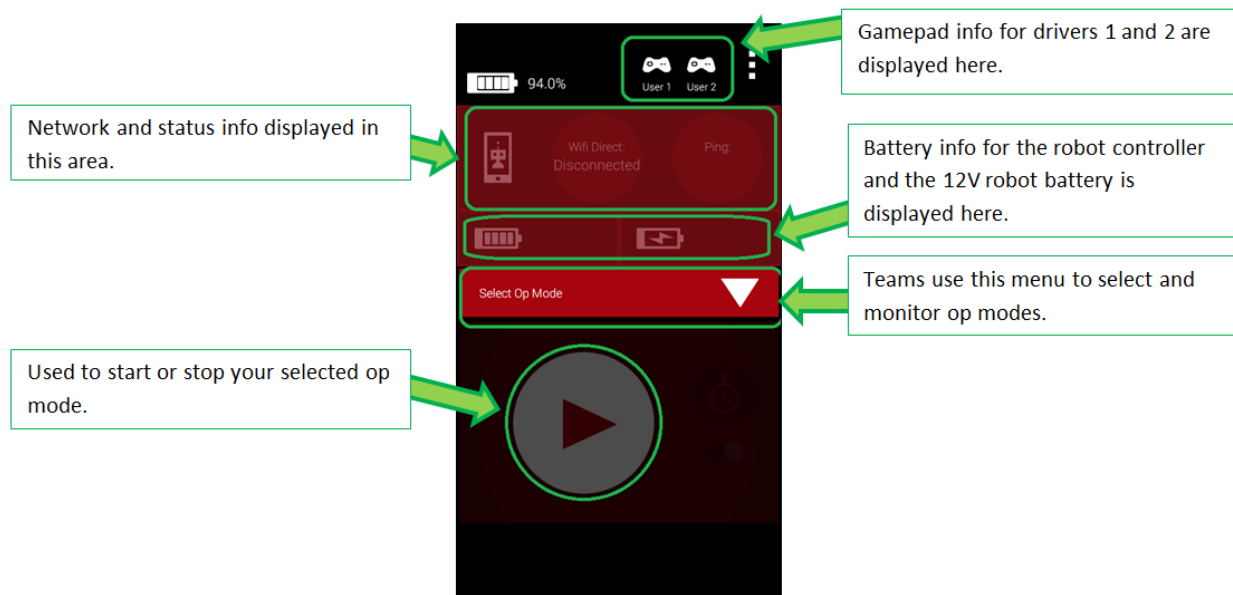 Gamepad info for drivers 1 and 2 are
displayed here.
94.0%
User 1 User 2
Network and status info displayed in
this area.
Wifi Direct:
Disconnected
Ping:
Battery info for the robot controller
and the 12V robot battery is
displayed here.
Select Op Mode
Teams use this menu to select and
monitor op modes.
Used to start or stop your selected op
mode.